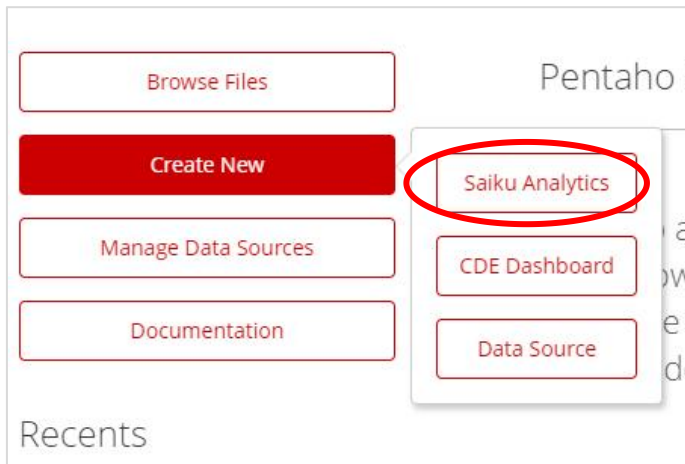 Browse Files
Create New
Manage Data Sources
Documentation
Recents
Pentaho
Saiku Analytics
CDE Dashboard
Data Source